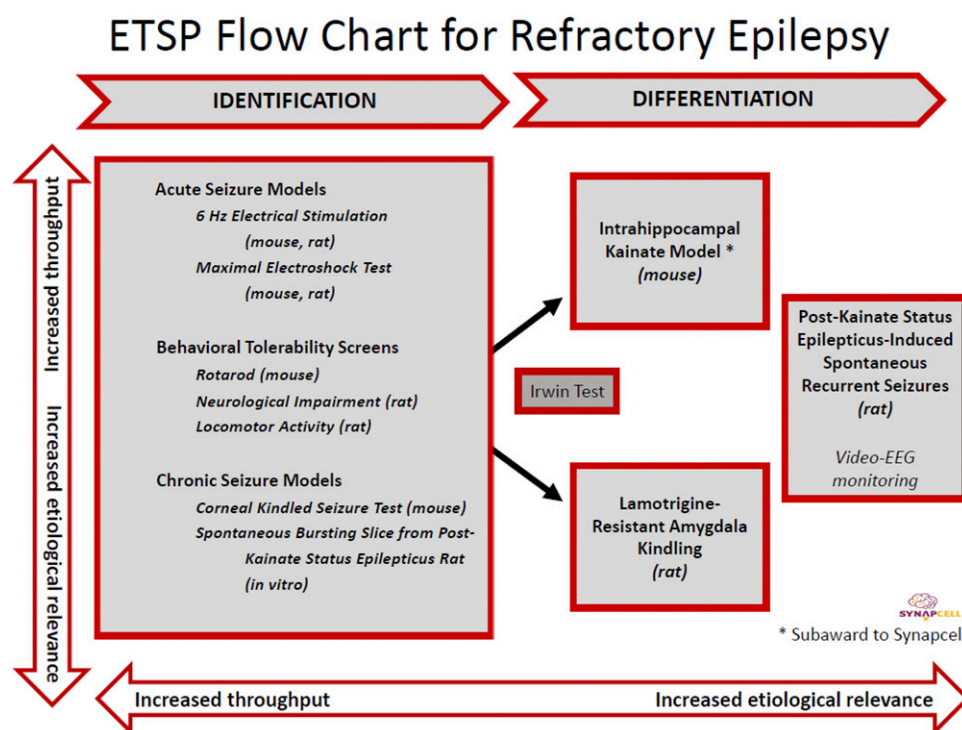 ETSP Flow Chart for Refractory Epilepsy
IDENTIFICATION
DIFFERENTIATION
Increased throughput
Increased etiological relevance
Acute Seizure Models
6 Hz Electrical Stimulation
(mouse, rat)
Maximal Electroshock Test
(mouse, rat)
Behavioral Tolerability Screens
Rotarod (mouse)
Neurological Impairment (rat)
Locomotor Activity (rat)
Chronic Seizure Models
Corneal Kindled Seizure Test (mouse)
Spontaneous Bursting Slice from Post-
Kainate Status Epilepticus Rat
(in vitro)
Intrahippocampal
Kainate Model *
(mouse)
Irwin Test
Lamotrigine-
Resistant Amygdala
Kindling
(rat)
Post-Kainate Status
Epilepticus-Induced
Spontaneous
Recurrent Seizures
(rat)
Video-EEG
monitoring
SYNAPCELL
* Subaward to Synapcell
Increased throughput
Increased etiological relevance